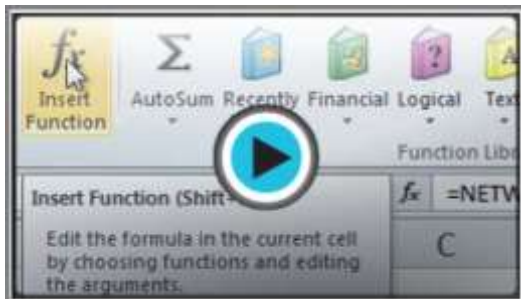 fx
Insert
Function
AutoSum
Recently
Financial
Logical
Text
?
A
Function Libr
Insert Function (Shift+
fx =NETW
Edit the formula in the current cell
by choosing functions and editing
the arguments.
C